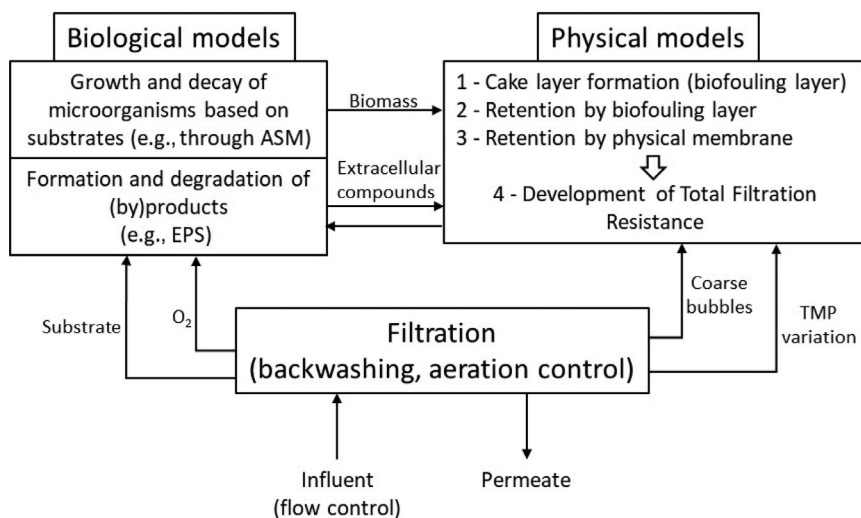 Biological models
Growth and decay of
microorganisms based on
substrates (e.g., through ASM)
Formation and degradation of
(by)products
(e.g., EPS)
Biomass
Extracellular
compounds
Physical models
1 - Cake layer formation (biofouling layer)
2 - Retention by biofouling layer
3 - Retention by physical membrane
4 - Development of Total Filtration
Resistance
Substrate
O₂
Coarse
bubbles
TMP
variation
Filtration
(backwashing, aeration control)
Influent
(flow control)
Permeate